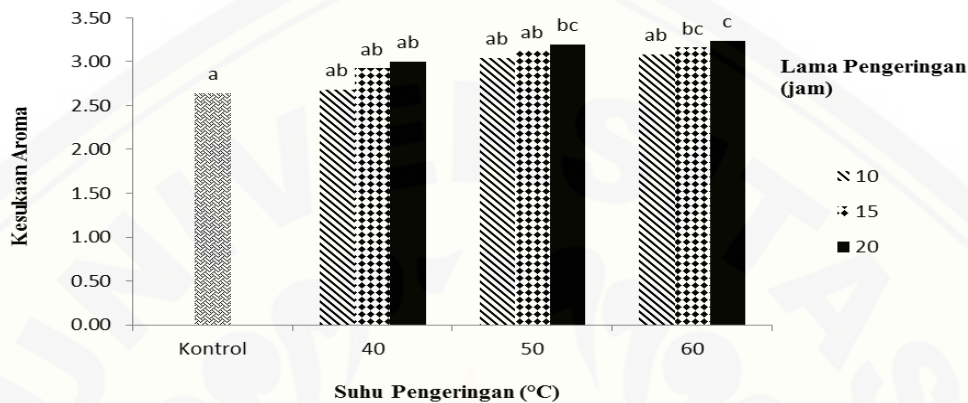 3.50
3.00
2.50
2.00
1.50
1.00
0.50
0.00
Kesukaan Aroma
a
ab
ab
ab
ab
ab
bc
ab
bc
c
Kontrol
40
50
60
Suhu Pengeringan (°C)
Lama Pengeringan
(jam)
10
15
20
UNIVERSITAS